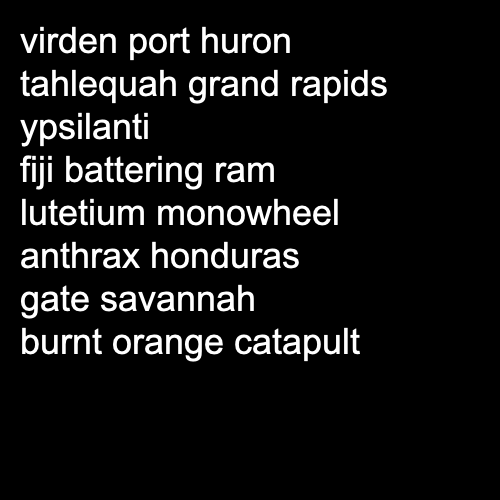 virden port huron
tahlequah grand rapids
ypsilanti
fiji battering ram
lutetium monowheel
anthrax honduras
gate savannah
burnt orange catapult